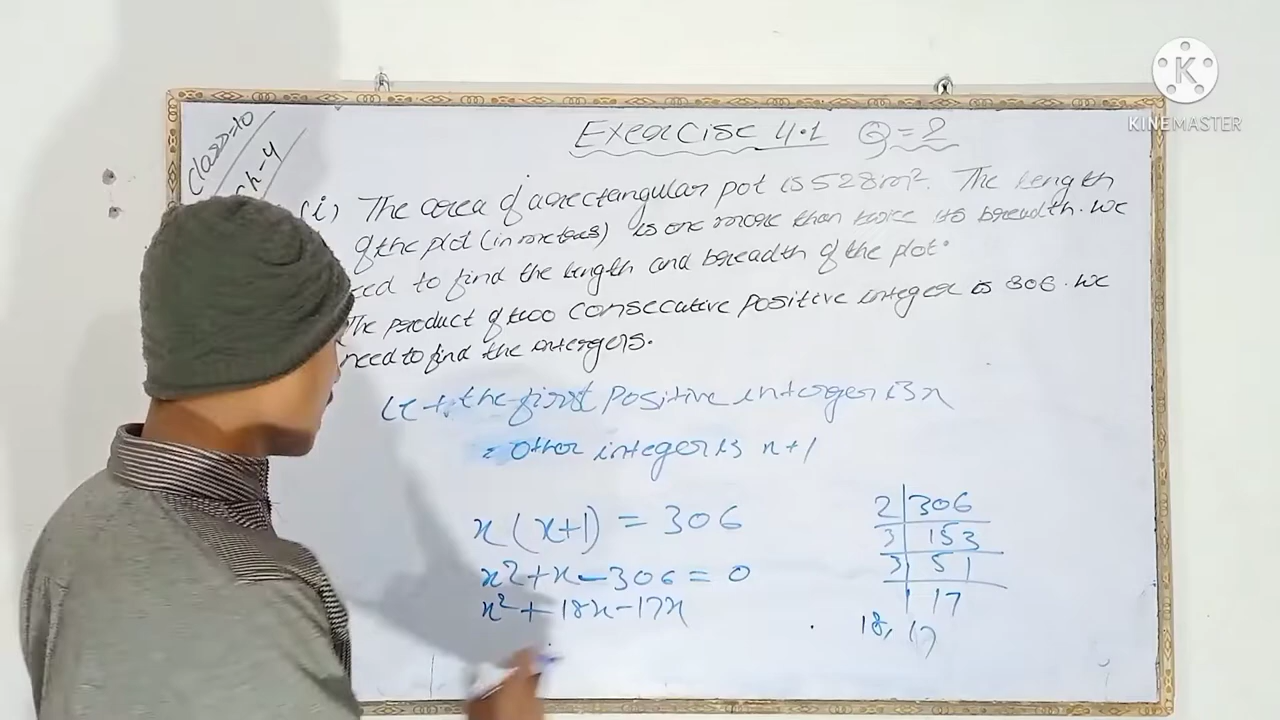 Class=10
Ch-4
Exercise 4.1 Q=2
(i) The area of a rectangular pot is 528m². The length
of the plot (in metres) is one more than twice its breadth. We
need to find the length and breadth of the plot.
The product of two consecutive positive integer is 306. We
need to find the intergers.
Let the first positive integer is x
= Other integer is x+1
x(x+1) = 306
x²+x-306=0
x²+18x-17x
2 306
3 153
3 51
1 17
18, 17
KINEMASTER